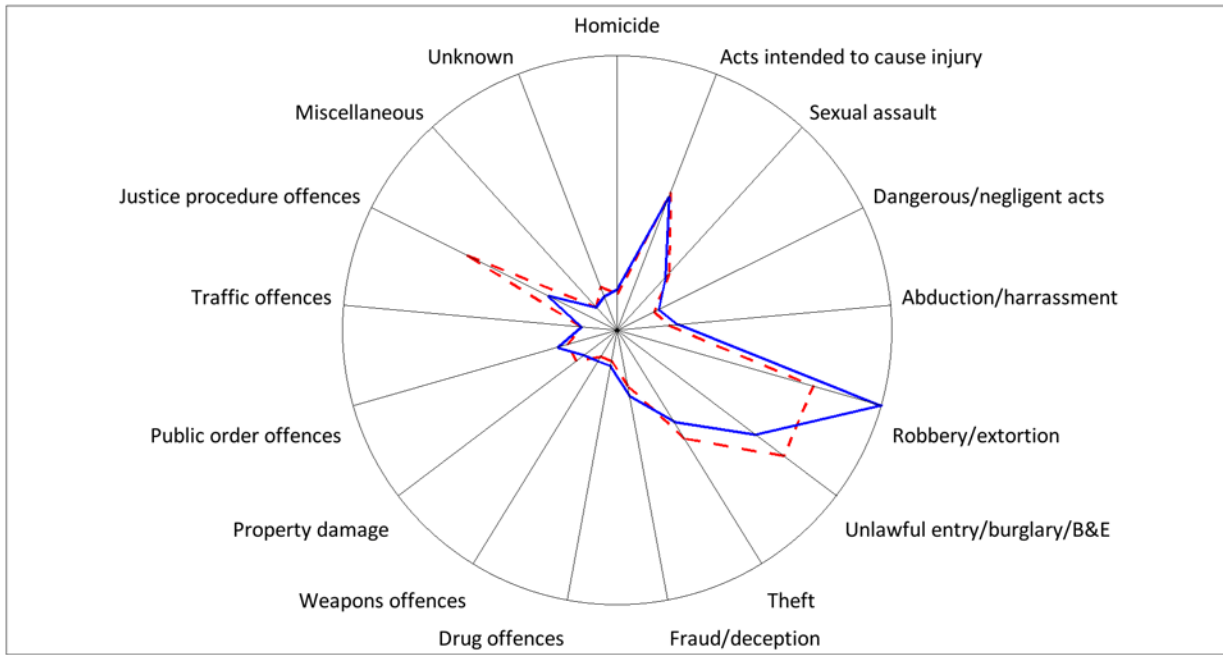 Homicide
Acts intended to cause injury
Sexual assault
Dangerous/negligent acts
Abduction/harrassment
Robbery/extortion
Unlawful entry/burglary/B&E
Theft
Fraud/deception
Drug offences
Weapons offences
Property damage
Public order offences
Traffic offences
Justice procedure offences
Miscellaneous
Unknown